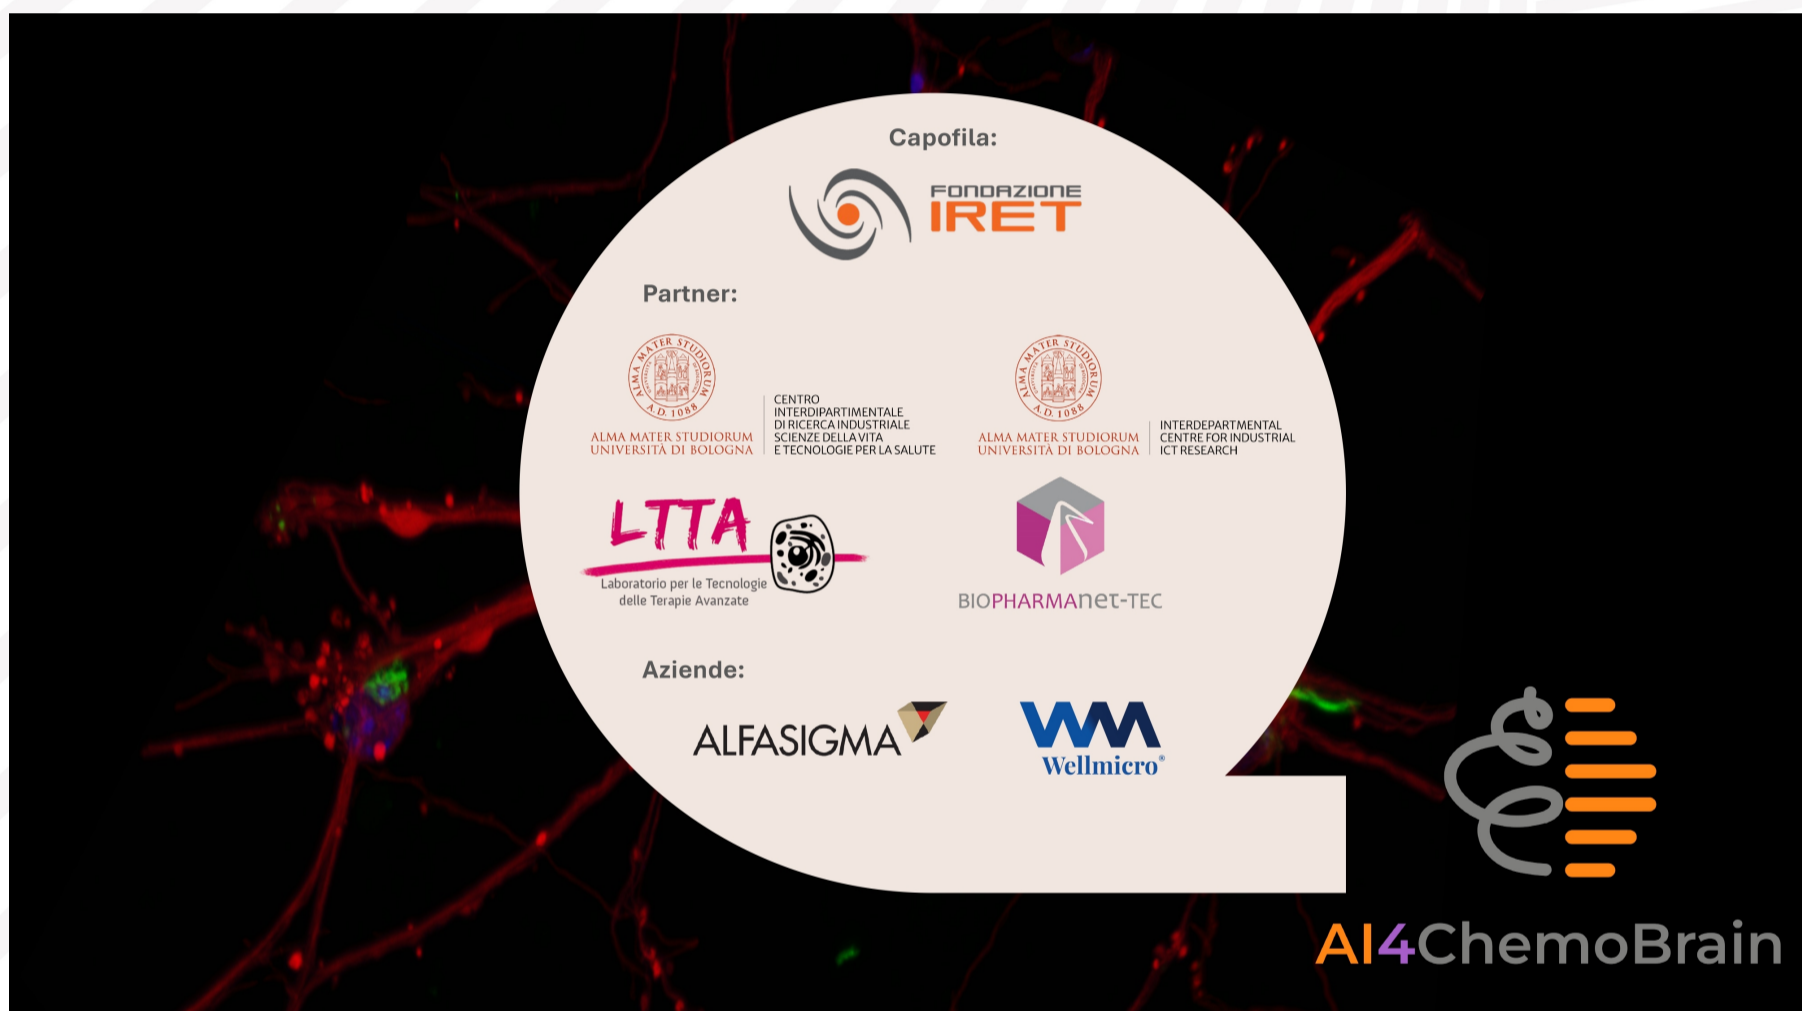 Capofila:
FONDAZIONE
IRET
Partner:
ALMA MATER STUDIORUM
A.D. 1088
ALMA MATER STUDIORUM
UNIVERSITÀ DI BOLOGNA
CENTRO
INTERDIPARTIMENTALE
DI RICERCA INDUSTRIALE
SCIENZE DELLA VITA
E TECNOLOGIE PER LA SALUTE
ALMA MATER STUDIORUM
A.D. 1088
ALMA MATER STUDIORUM
UNIVERSITÀ DI BOLOGNA
INTERDEPARTMENTAL
CENTRE FOR INDUSTRIAL
ICT RESEARCH
LTTA
Laboratorio per le Tecnologie
delle Terapie Avanzate
BIOPHARMAnet-TEC
Aziende:
ALFASIGMA
WM
Wellmicro®
AI4ChemoBrain